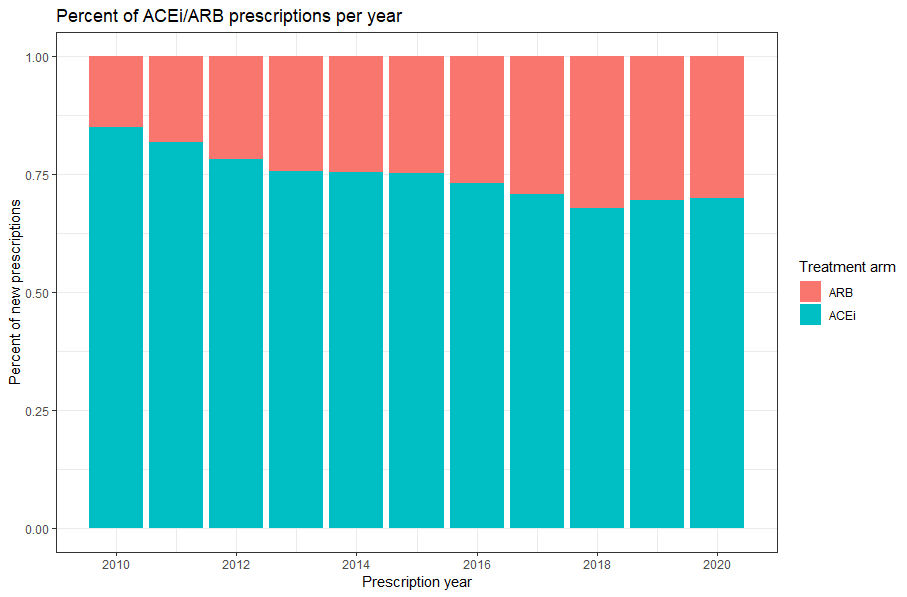 Percent of ACEi/ARB prescriptions per year
Percent of new prescriptions
1.00
0.75
0.50
0.25
0.00
2010 2012 2014 2016 2018 2020
Prescription year
Treatment arm
ARB
ACEi